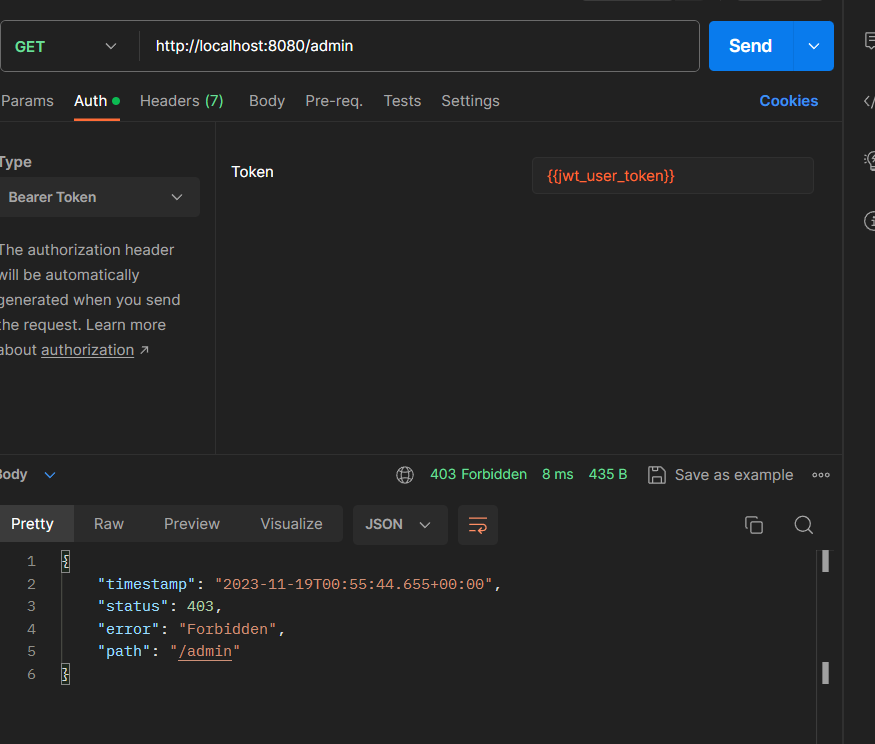 GET
http://localhost:8080/admin
Send
Params Auth Headers (7) Body Pre-req. Tests Settings Cookies
Type
Bearer Token
The authorization header
will be automatically
generated when you send
the request. Learn more
about authorization ↗
Token
{{jwt_user_token}}
Body 403 Forbidden 8 ms 435 B Save as example
Pretty Raw Preview Visualize JSON
1 {
2 "timestamp": "2023-11-19T00:55:44.655+00:00",
3 "status": 403,
4 "error": "Forbidden",
5 "path": "/admin"
6 }